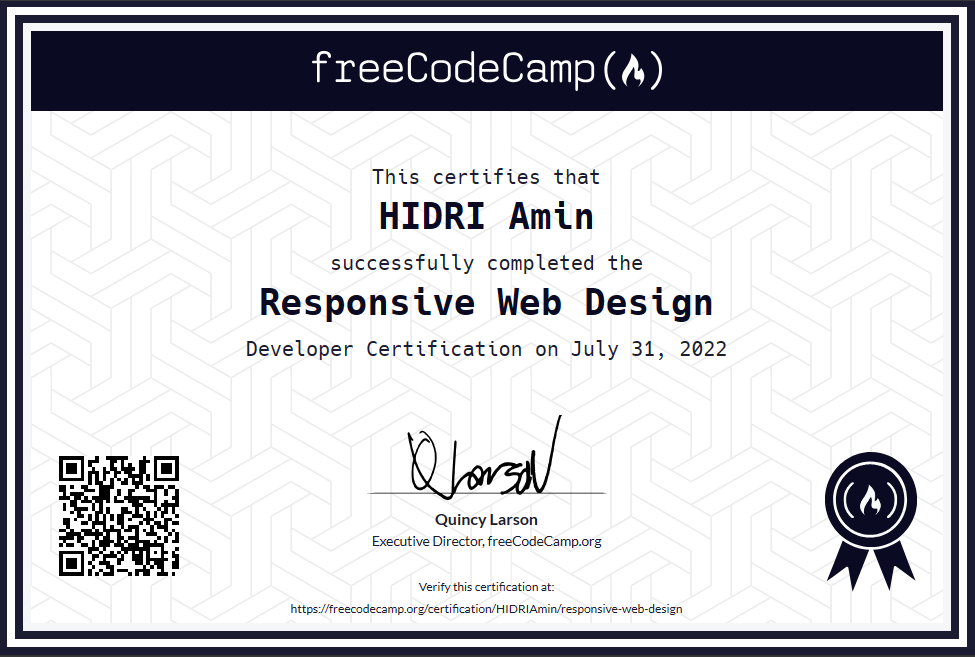 freeCodeCamp(🔥)
This certifies that
HIDRI Amin
successfully completed the
Responsive Web Design
Developer Certification on July 31, 2022
Q Larson
Quincy Larson
Executive Director, freeCodeCamp.org
Verify this certification at:
https://freecodecamp.org/certification/HIDRIAmin/responsive-web-design